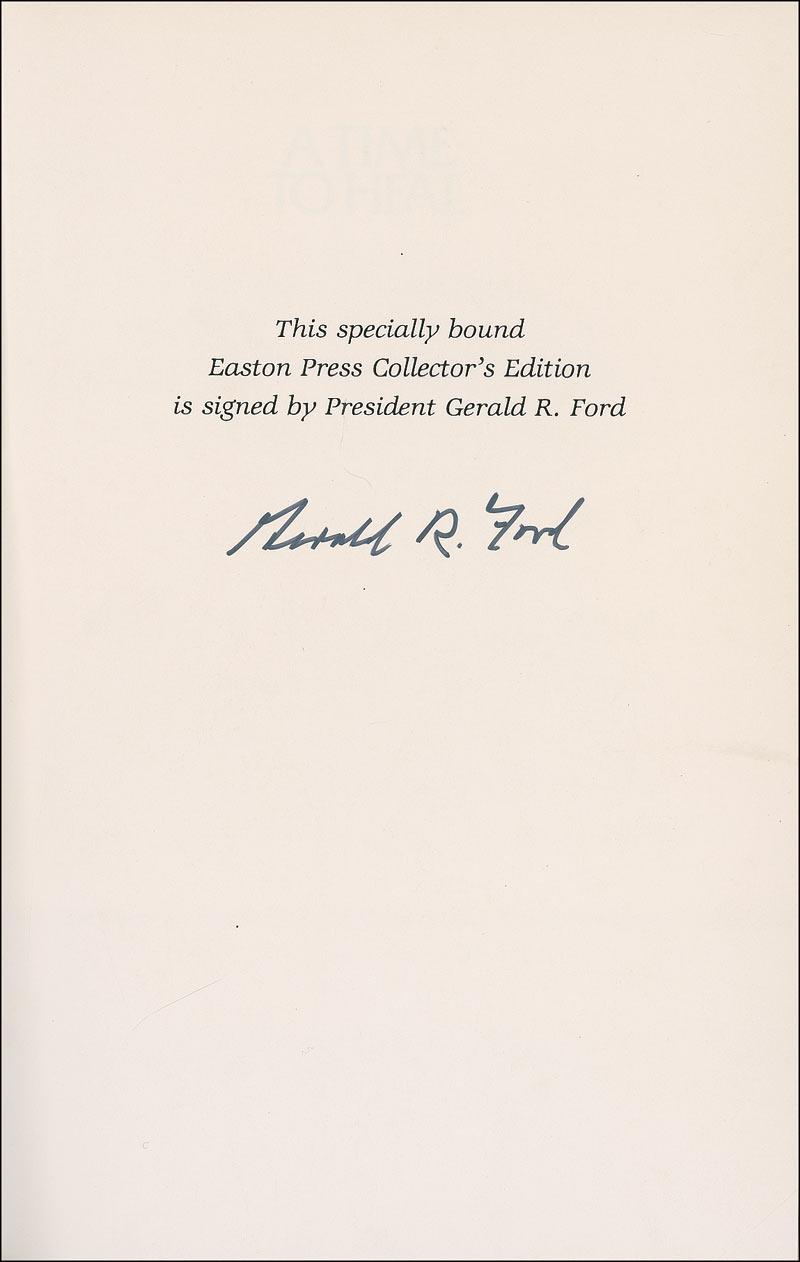 A TIME
TO HEAL
This specially bound
Easton Press Collector’s Edition
is signed by President Gerald R. Ford
Gerald R. Ford